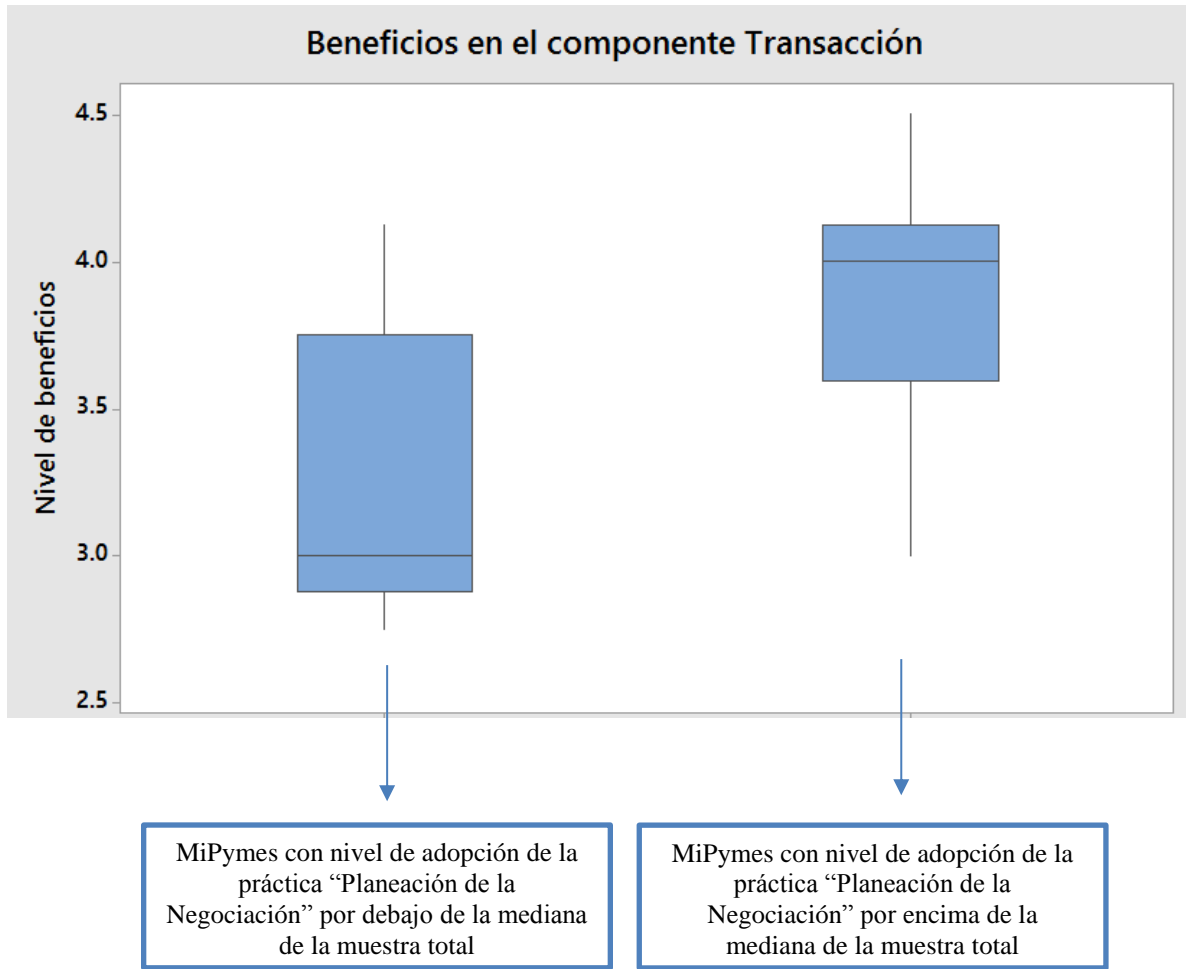 Beneficios en el componente Transacción
4.5
4.0
3.5
3.0
2.5
Nivel de beneficios
MiPymes con nivel de adopción de la
práctica “Planeación de la
Negociación” por debajo de la mediana
de la muestra total
MiPymes con nivel de adopción de la
práctica “Planeación de la
Negociación” por encima de la
mediana de la muestra total